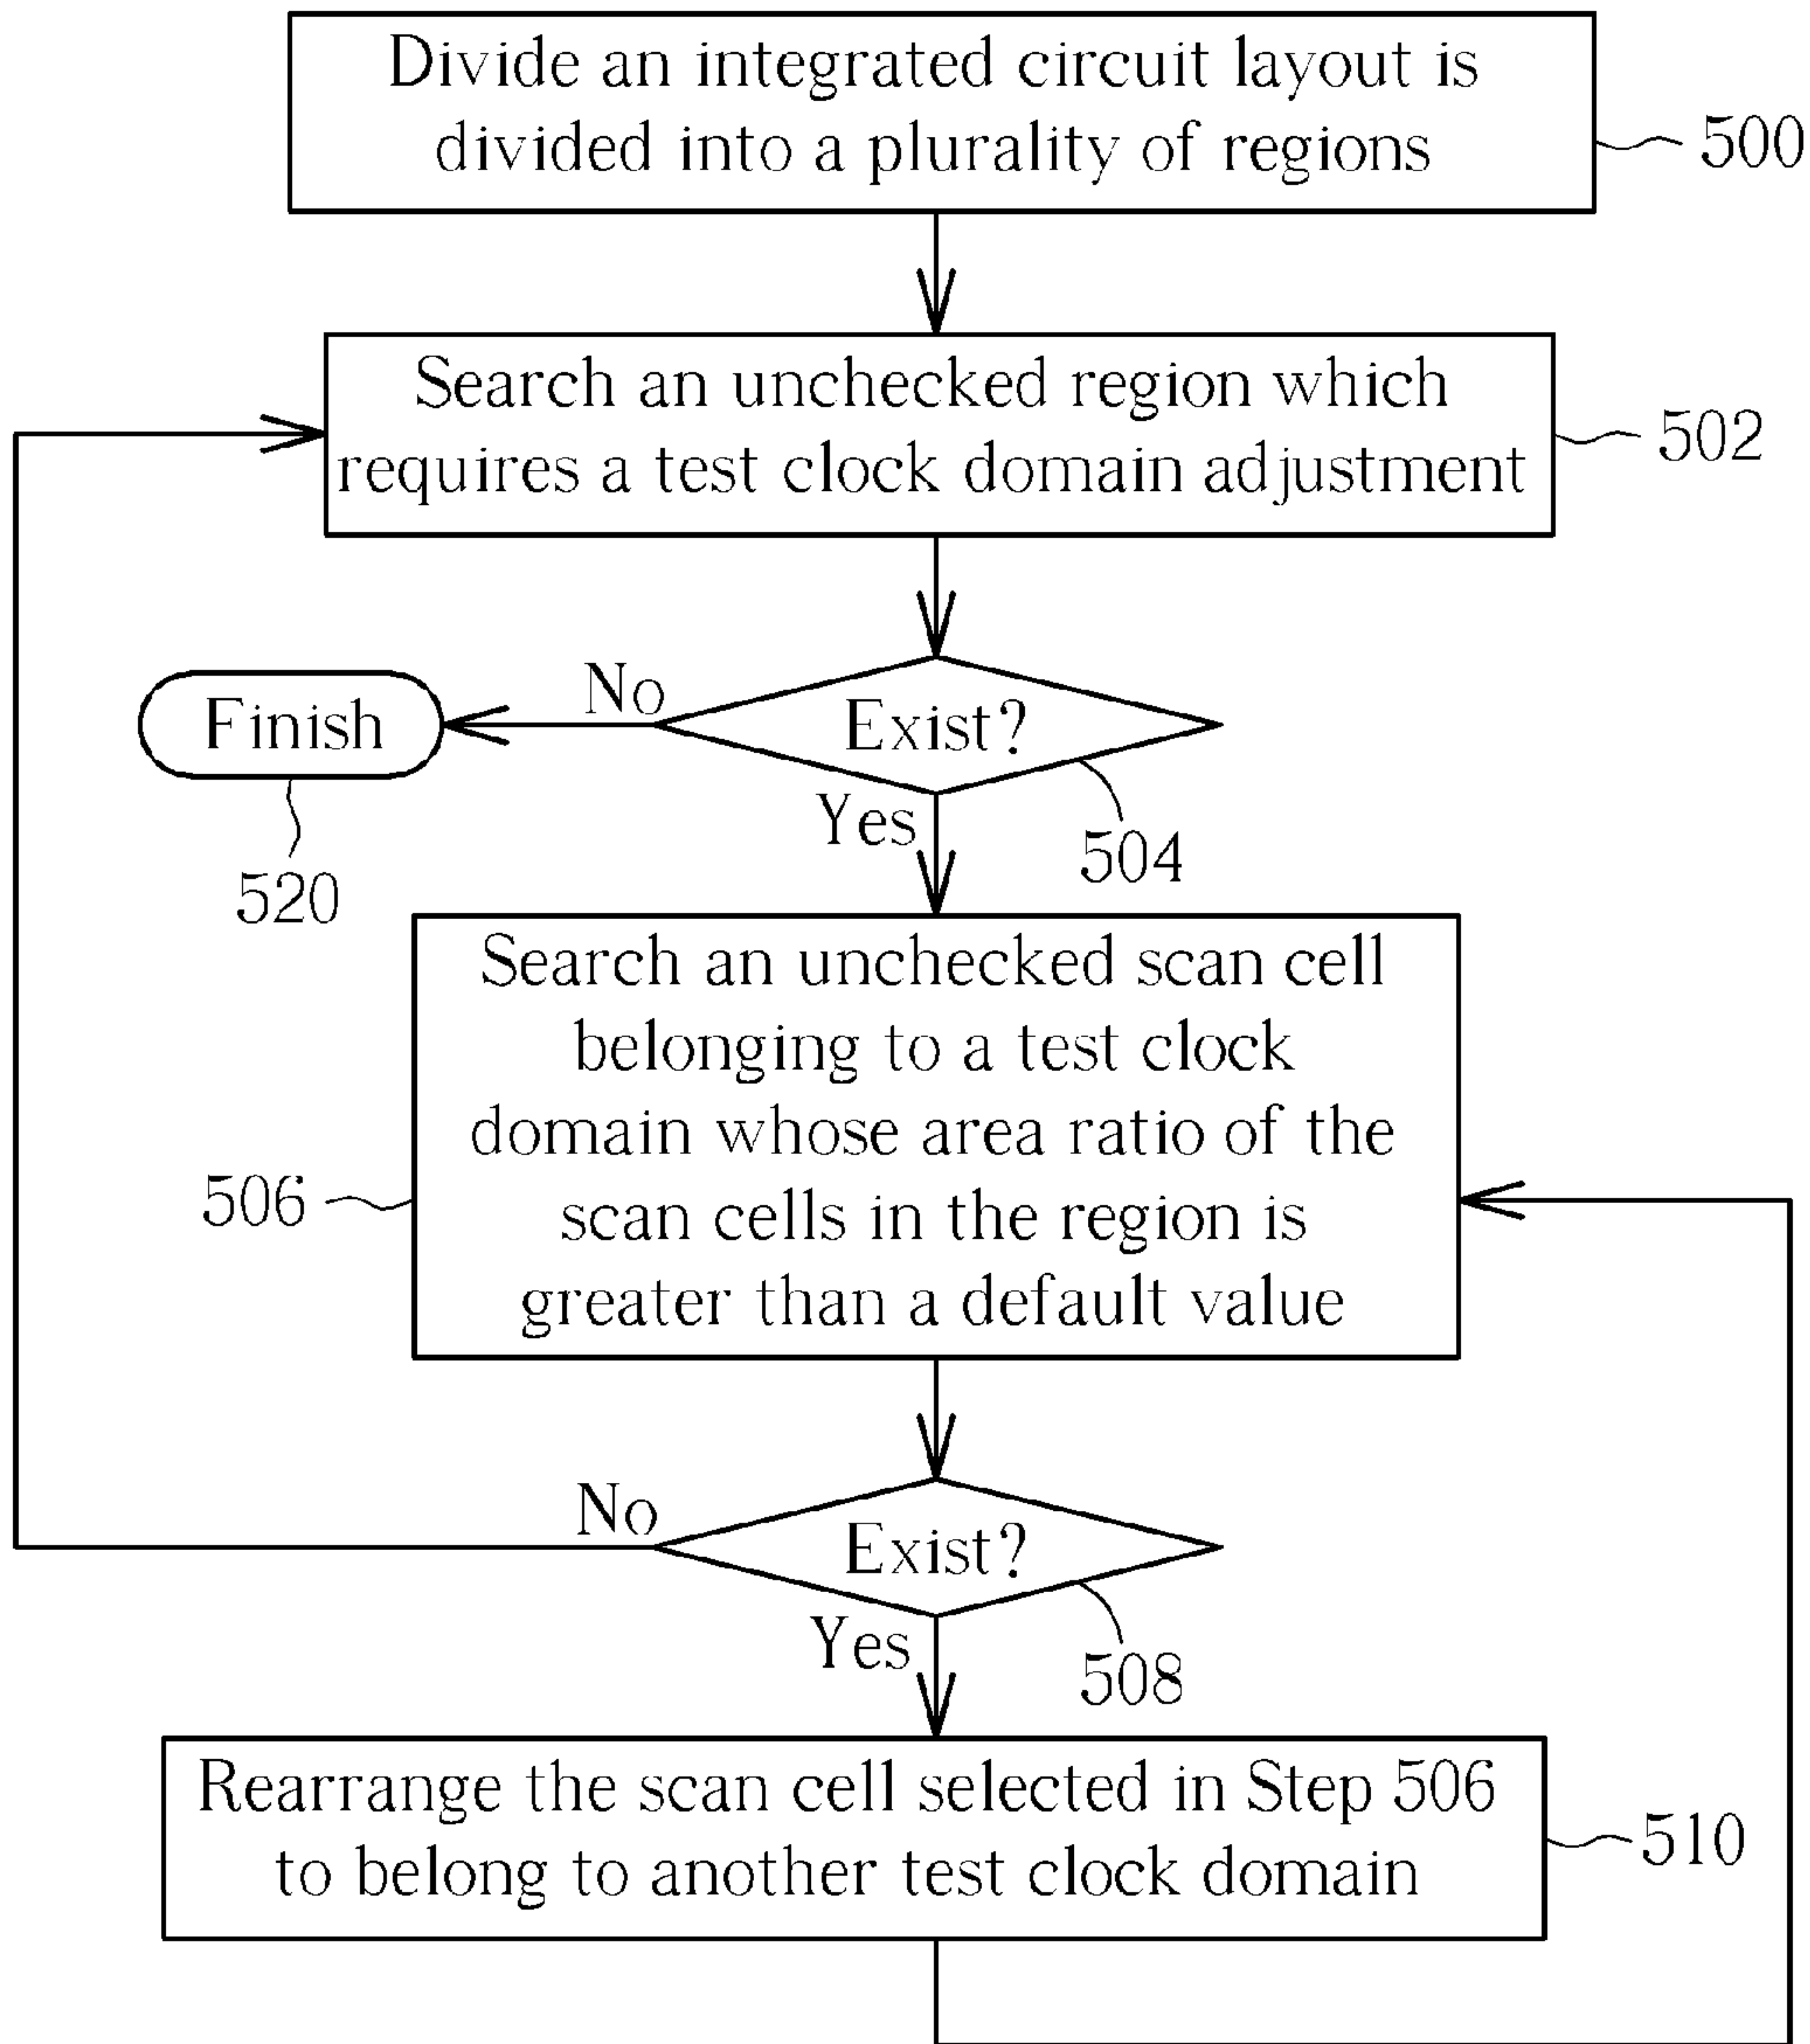 Divide an integrated circuit layout is
divided into a plurality of regions
500
Search an unchecked region which
requires a test clock domain adjustment
502
No
Finish
Exist?
Yes
504
520
Search an unchecked scan cell
belonging to a test clock
domain whose area ratio of the
scan cells in the region is
greater than a default value
506
No
Exist?
Yes
508
Rearrange the scan cell selected in Step 506
to belong to another test clock domain
510